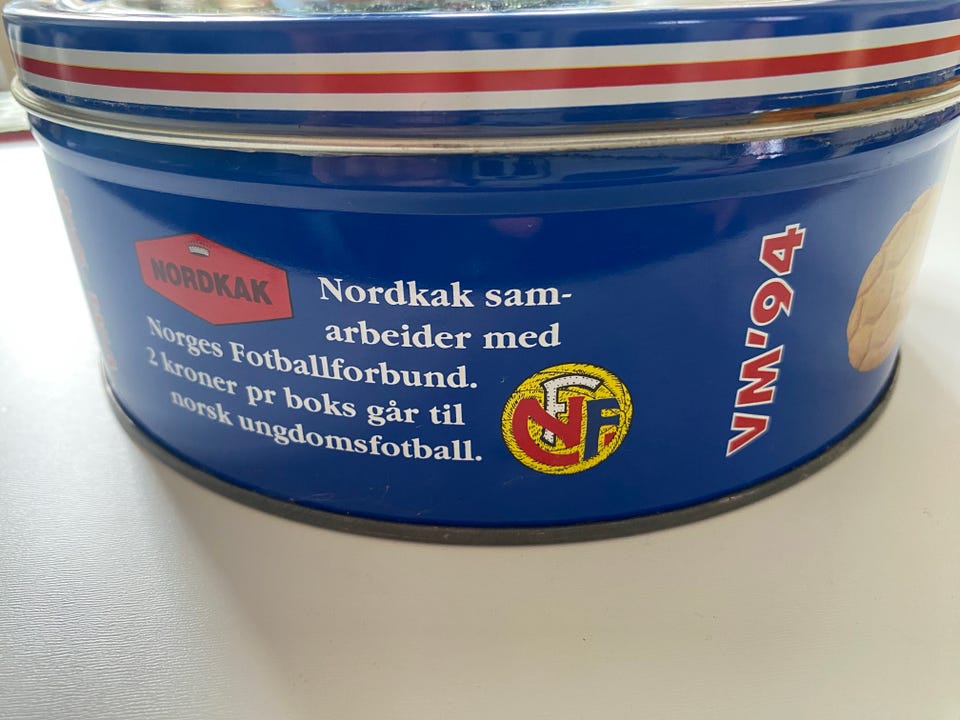 NORDKAK
Nordkak sam-
arbeider med
Norges Fotballforbund.
2 kroner pr boks går til
norsk ungdomsfotball.
NFF.
VM'94